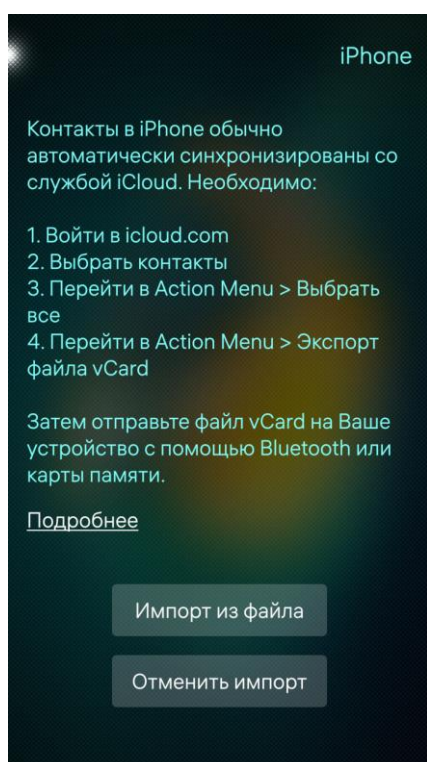 iPhone
Контакты в iPhone обычно
автоматически синхронизированы со
службой iCloud. Необходимо:
1. Войти в icloud.com
2. Выбрать контакты
3. Перейти в Action Menu > Выбрать
все
4. Перейти в Action Menu > Экспорт
файла vCard
Затем отправьте файл vCard на Ваше
устройство с помощью Bluetooth или
карты памяти.
Подробнее
Импорт из файла
Отменить импорт